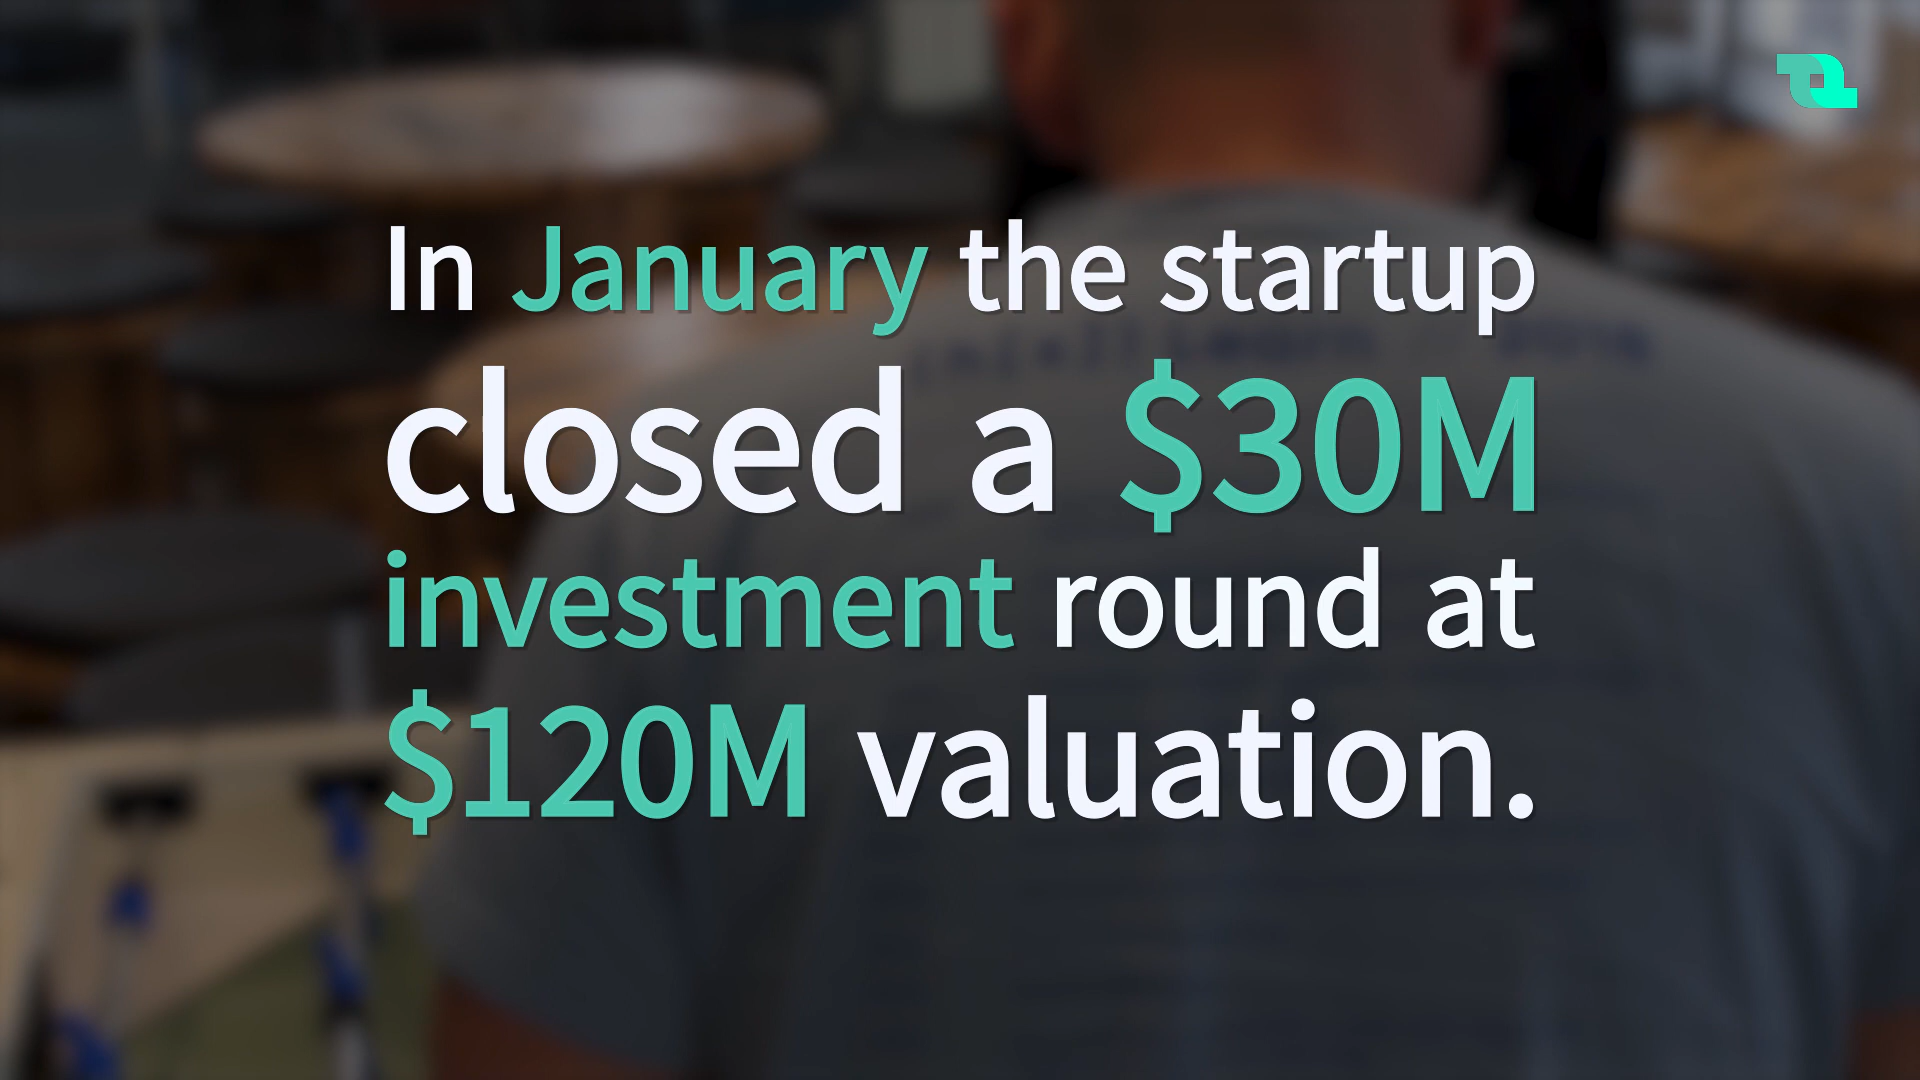 In January the startup
closed a $30M
investment round at
$120M valuation.